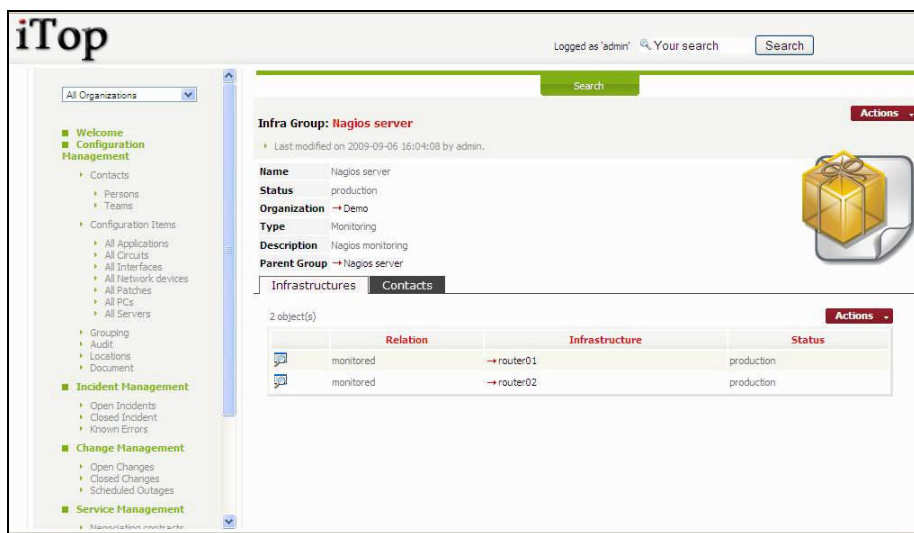 iTop
Logged as 'admin' Your search Search
All Organizations
Welcome
Configuration
Management
Contacts
Persons
Teams
Configuration Items
All Applications
All Circuits
All Interfaces
All Network devices
All Patches
All PCs
All Servers
Grouping
Audit
Locations
Document
Incident Management
Open Incidents
Closed Incident
Known Errors
Change Management
Open Changes
Closed Changes
Scheduled Outages
Service Management
Negociating contracts
Search
Actions
Infra Group: Nagios server
Last modified on 2009-09-06 16:04:08 by admin.
Name Nagios server
Status production
Organization →Demo
Type Monitoring
Description Nagios monitoring
Parent Group →Nagios server
Infrastructures Contacts
2 object(s) Actions
Relation Infrastructure Status
monitored →router01 production
monitored →router02 production